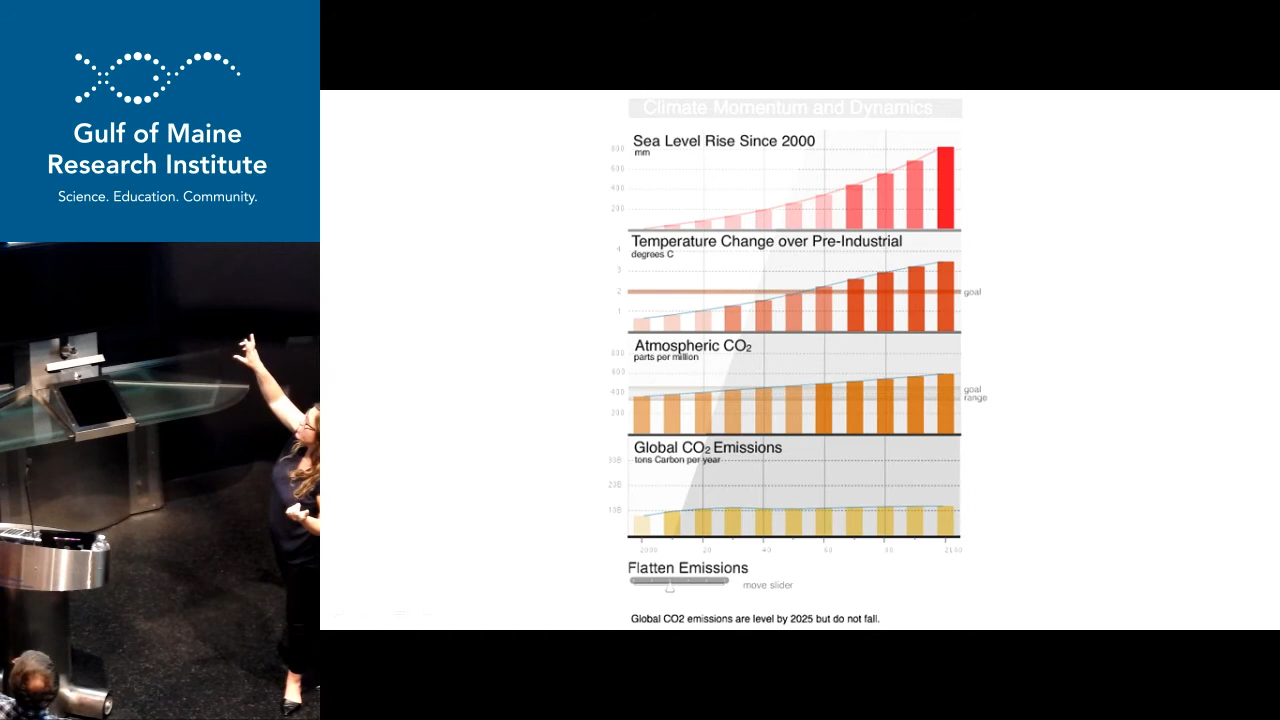 Gulf of Maine
Research Institute
Science. Education. Community.
Climate Momentum and Dynamics
Sea Level Rise Since 2000
mm
800
600
400
200
Temperature Change over Pre-Industrial
degrees C
4
3
2
goal
1
Atmospheric CO₂
parts per million
800
600
400
goal
range
200
Global CO₂ Emissions
tons Carbon per year
30B
20B
10B
2000 20 40 60 80 2100
Flatten Emissions
move slider
Global CO2 emissions are level by 2025 but do not fall.